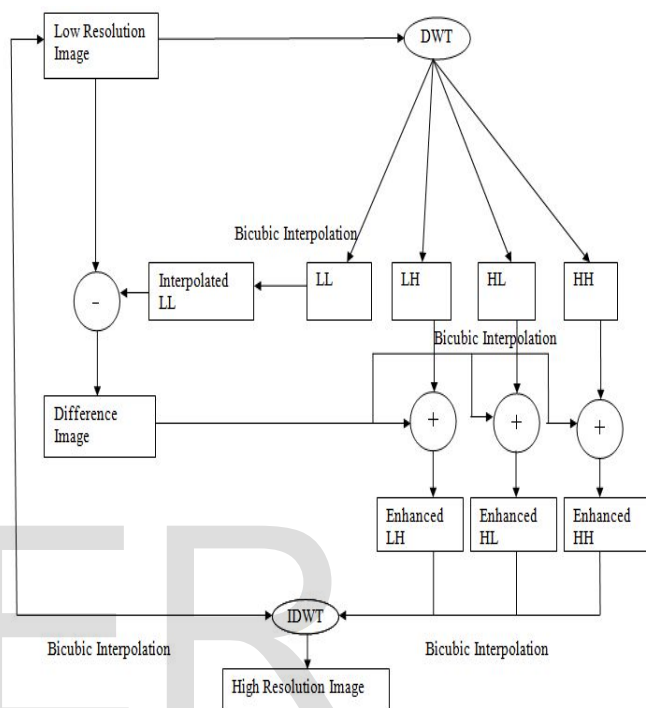 Low Resolution
Image
DWT
Bicubic Interpolation
Interpolated
LL
LL
LH
HL
HH
-
Bicubic Interpolation
Difference
Image
+
+
+
Enhanced
LH
Enhanced
HL
Enhanced
HH
IDWT
Bicubic Interpolation
Bicubic Interpolation
High Resolution Image
ER